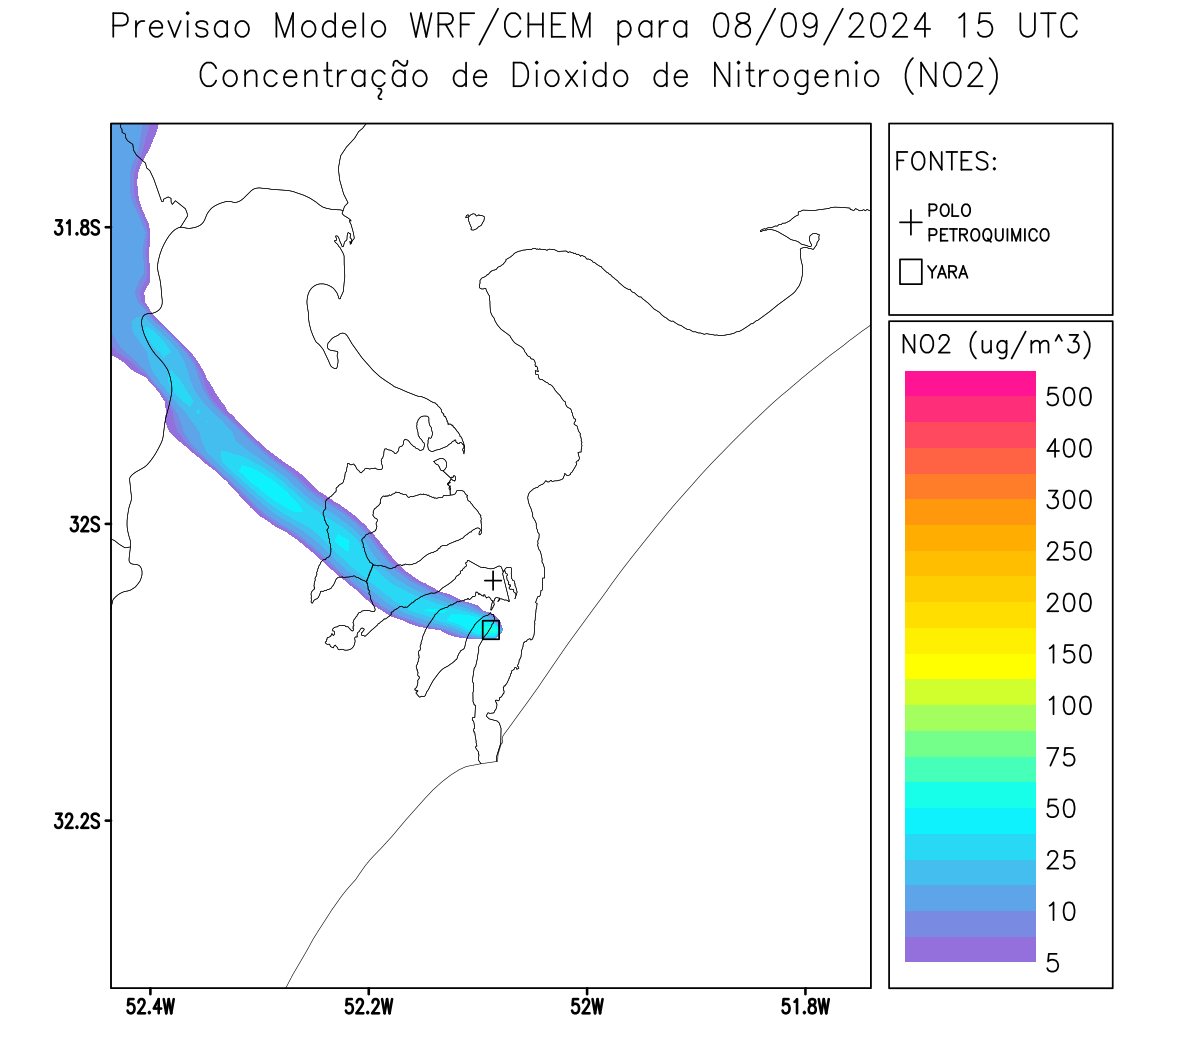 Previsao Modelo WRF/CHEM para 08/09/2024 15 UTC
Concentração de Dioxido de Nitrogenio (NO2)
FONTES:
POLO
PETROQUIMICO
YARA
NO2 (ug/m^3)
500
400
300
250
200
150
100
75
50
25
10
5
31.8S
32S
32.2S
52.4W
52.2W
52W
51.8W